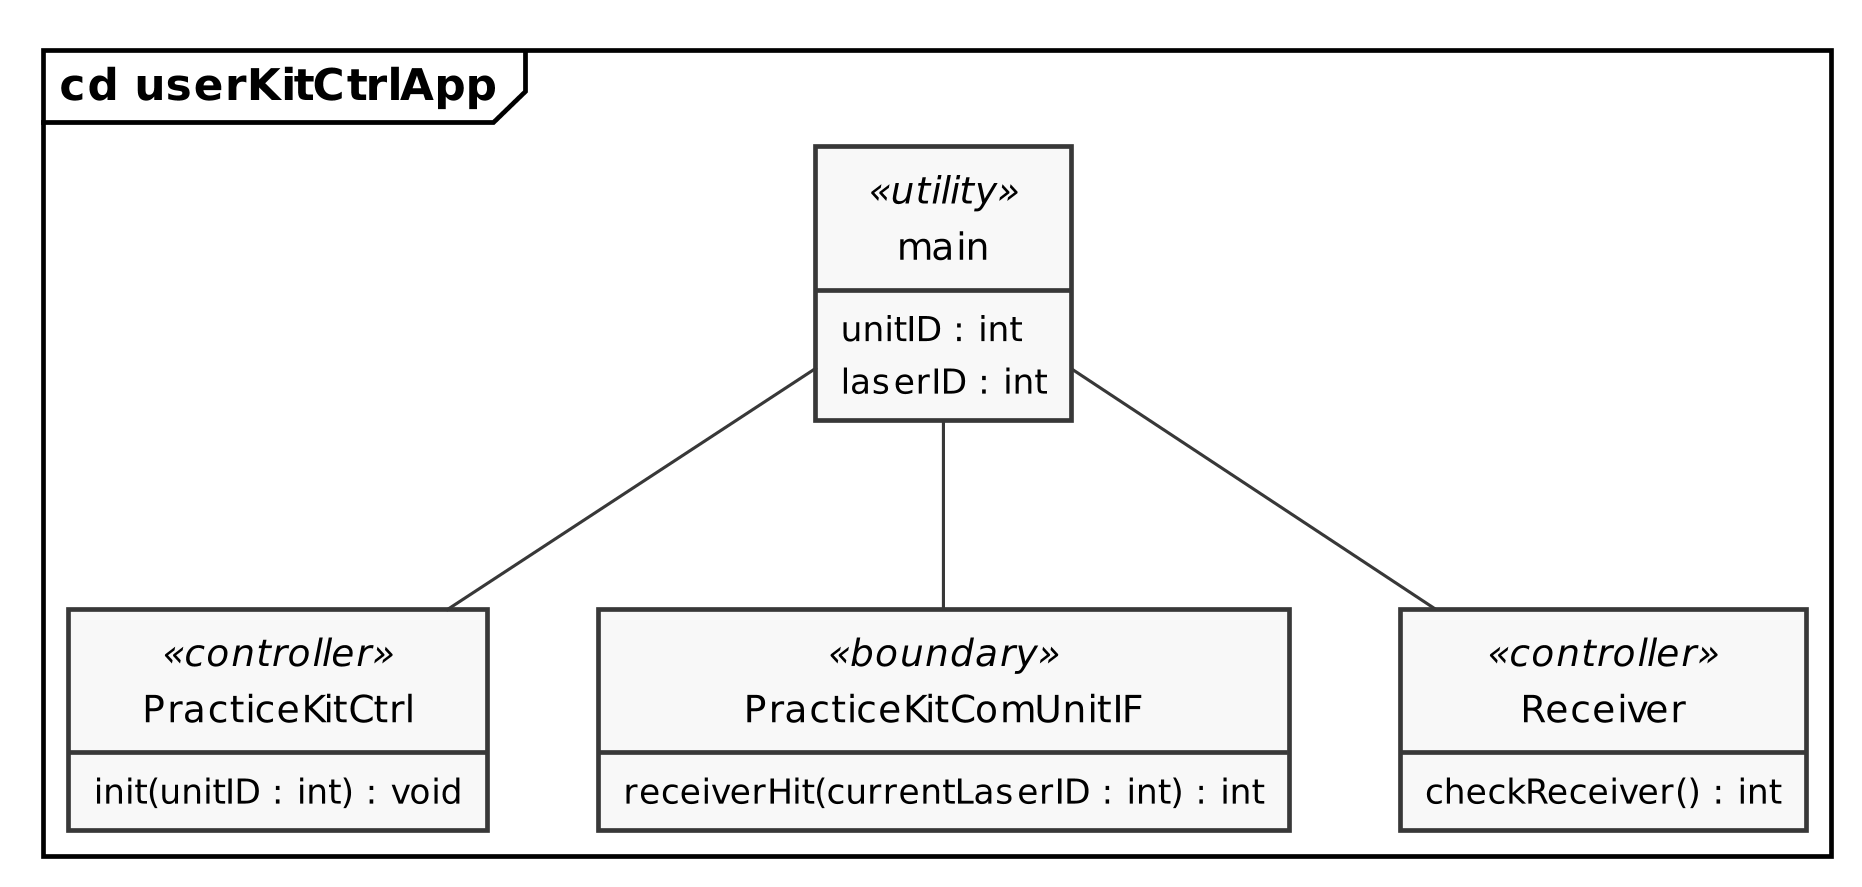 cd userKitCtrlApp
«utility»
main
unitID : int
laserID : int
«controller»
PracticeKitCtrl
init(unitID : int) : void
«boundary»
PracticeKitComUnitIF
receiverHit(currentLaserID : int) : int
«controller»
Receiver
checkReceiver() : int